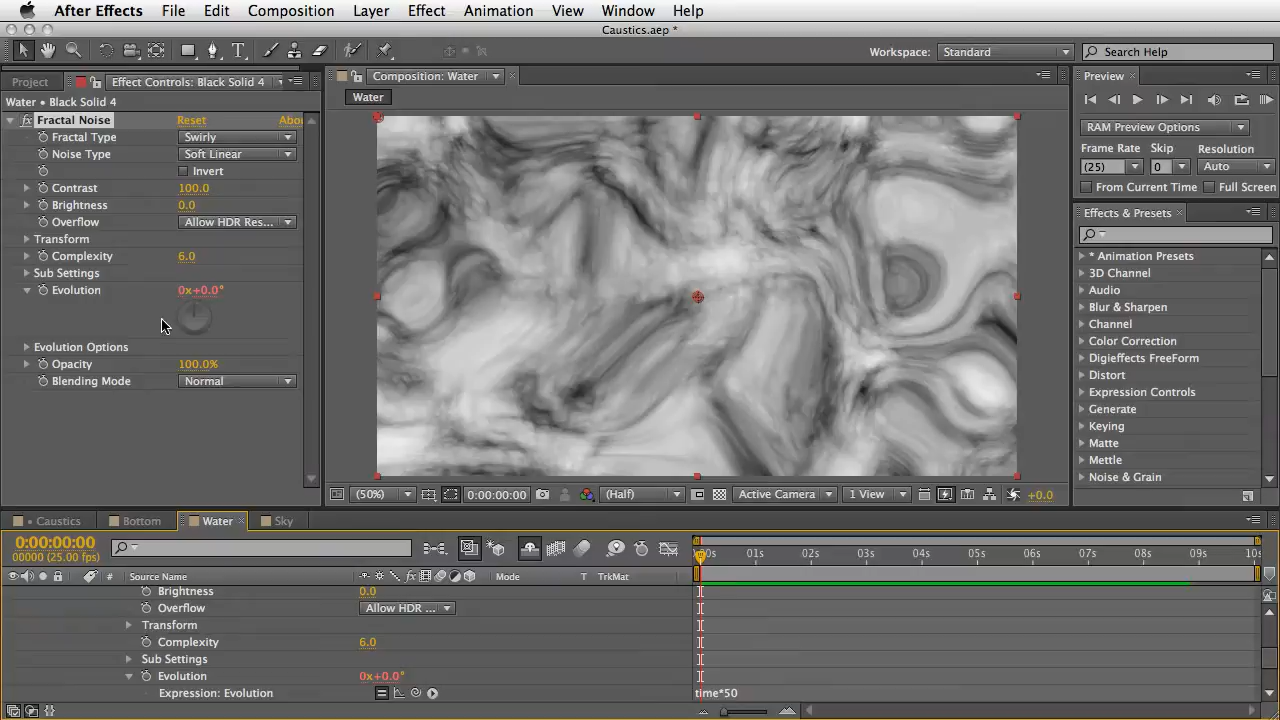 After Effects File Edit Composition Layer Effect Animation View Window Help
Caustics.aep *
Workspace: Standard Search Help
Project Effect Controls: Black Solid 4 Composition: Water Preview
Water • Black Solid 4 Water
fx Fractal Noise Reset Abou
Fractal Type Swirly
Noise Type Soft Linear
Invert
Contrast 100.0
Brightness 0.0
Overflow Allow HDR Res...
Transform
Complexity 6.0
Sub Settings
Evolution 0x+0.0°
Evolution Options
Opacity 100.0%
Blending Mode Normal
RAM Preview Options
Frame Rate Skip Resolution
(25) 0 Auto
From Current Time Full Screen
Effects & Presets
* Animation Presets
3D Channel
Audio
Blur & Sharpen
Channel
Color Correction
Digieffects FreeForm
Distort
Expression Controls
Generate
Keying
Matte
Mettle
Noise & Grain
(50%) 0:00:00:00 (Half) Active Camera 1 View +0.0
Caustics Bottom Water Sky
0:00:00:00
00000 (25.00 fps)
:00s 01s 02s 03s 04s 05s 06s 07s 08s 09s 10s
# Source Name Mode T TrkMat
Brightness 0.0
Overflow Allow HDR ...
Transform
Complexity 6.0
Sub Settings
Evolution 0x+0.0°
Expression: Evolution time*50